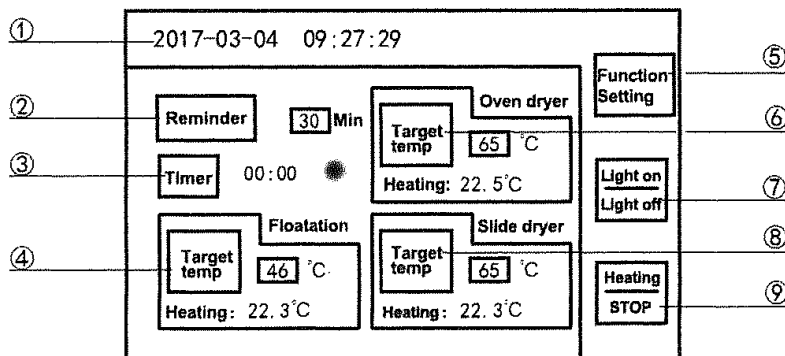 ① 2017-03-04 09:27:29
Function
Setting ⑤
② Reminder 30 Min
③ Timer 00:00
Oven dryer
Target
temp 65 °C ⑥
Heating: 22.5°C
Light on
Light off ⑦
Floatation
④ Target
temp 46 °C
Heating: 22.3°C
Slide dryer
Target
temp 65 °C ⑧
Heating: 22.3°C
Heating
STOP ⑨